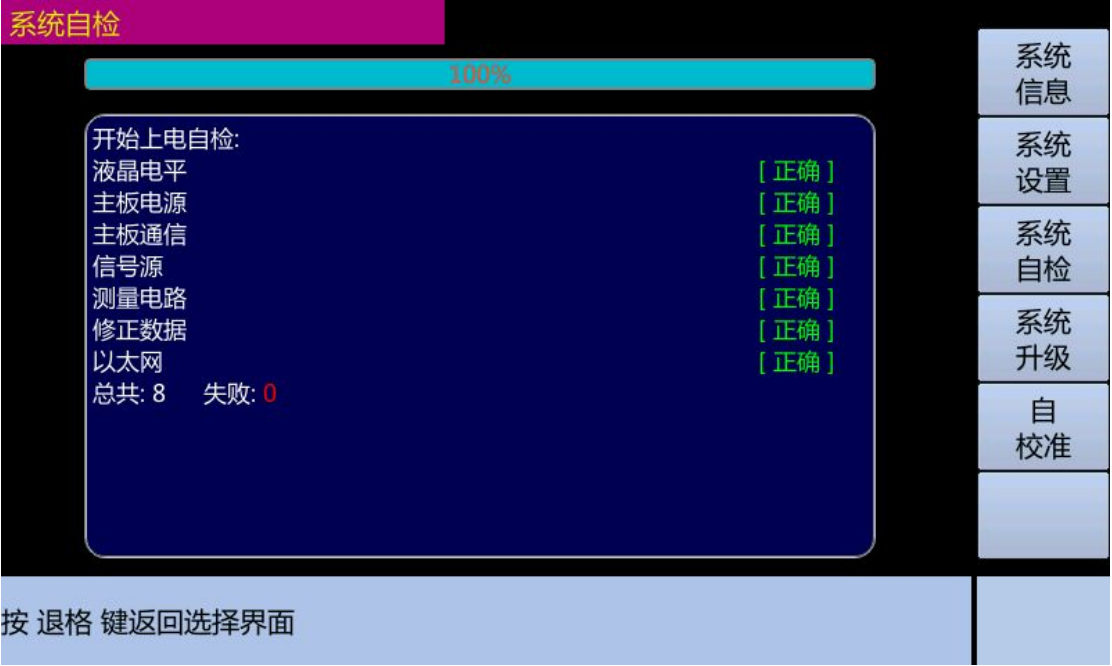 系统自检
100%
开始上电自检:
液晶电平 [ 正确 ]
主板电源 [ 正确 ]
主板通信 [ 正确 ]
信号源 [ 正确 ]
测量电路 [ 正确 ]
修正数据 [ 正确 ]
以太网 [ 正确 ]
总共: 8 失败: 0
系统
信息
系统
设置
系统
自检
系统
升级
自
校准
按 退格 键返回选择界面